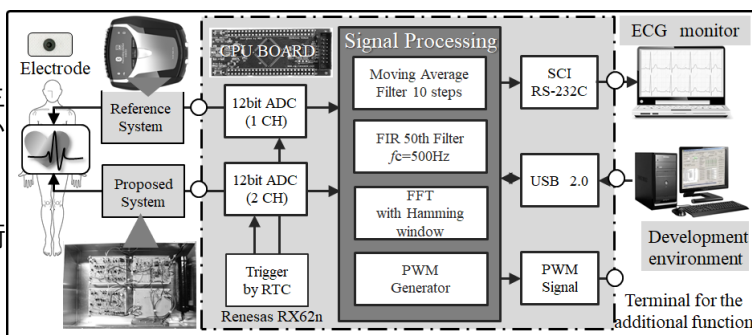 Electrode
Reference
System
Proposed
System
CPU BOARD
12bit ADC
(1 CH)
12bit ADC
(2 CH)
Trigger
by RTC
Renesas RX62n
Signal Processing
Moving Average
Filter 10 steps
FIR 50th Filter
fc=500Hz
FFT
with Hamming
window
PWM
Generator
SCI
RS-232C
USB 2.0
PWM
Signal
ECG monitor
Development
environment
Terminal for the
additional function